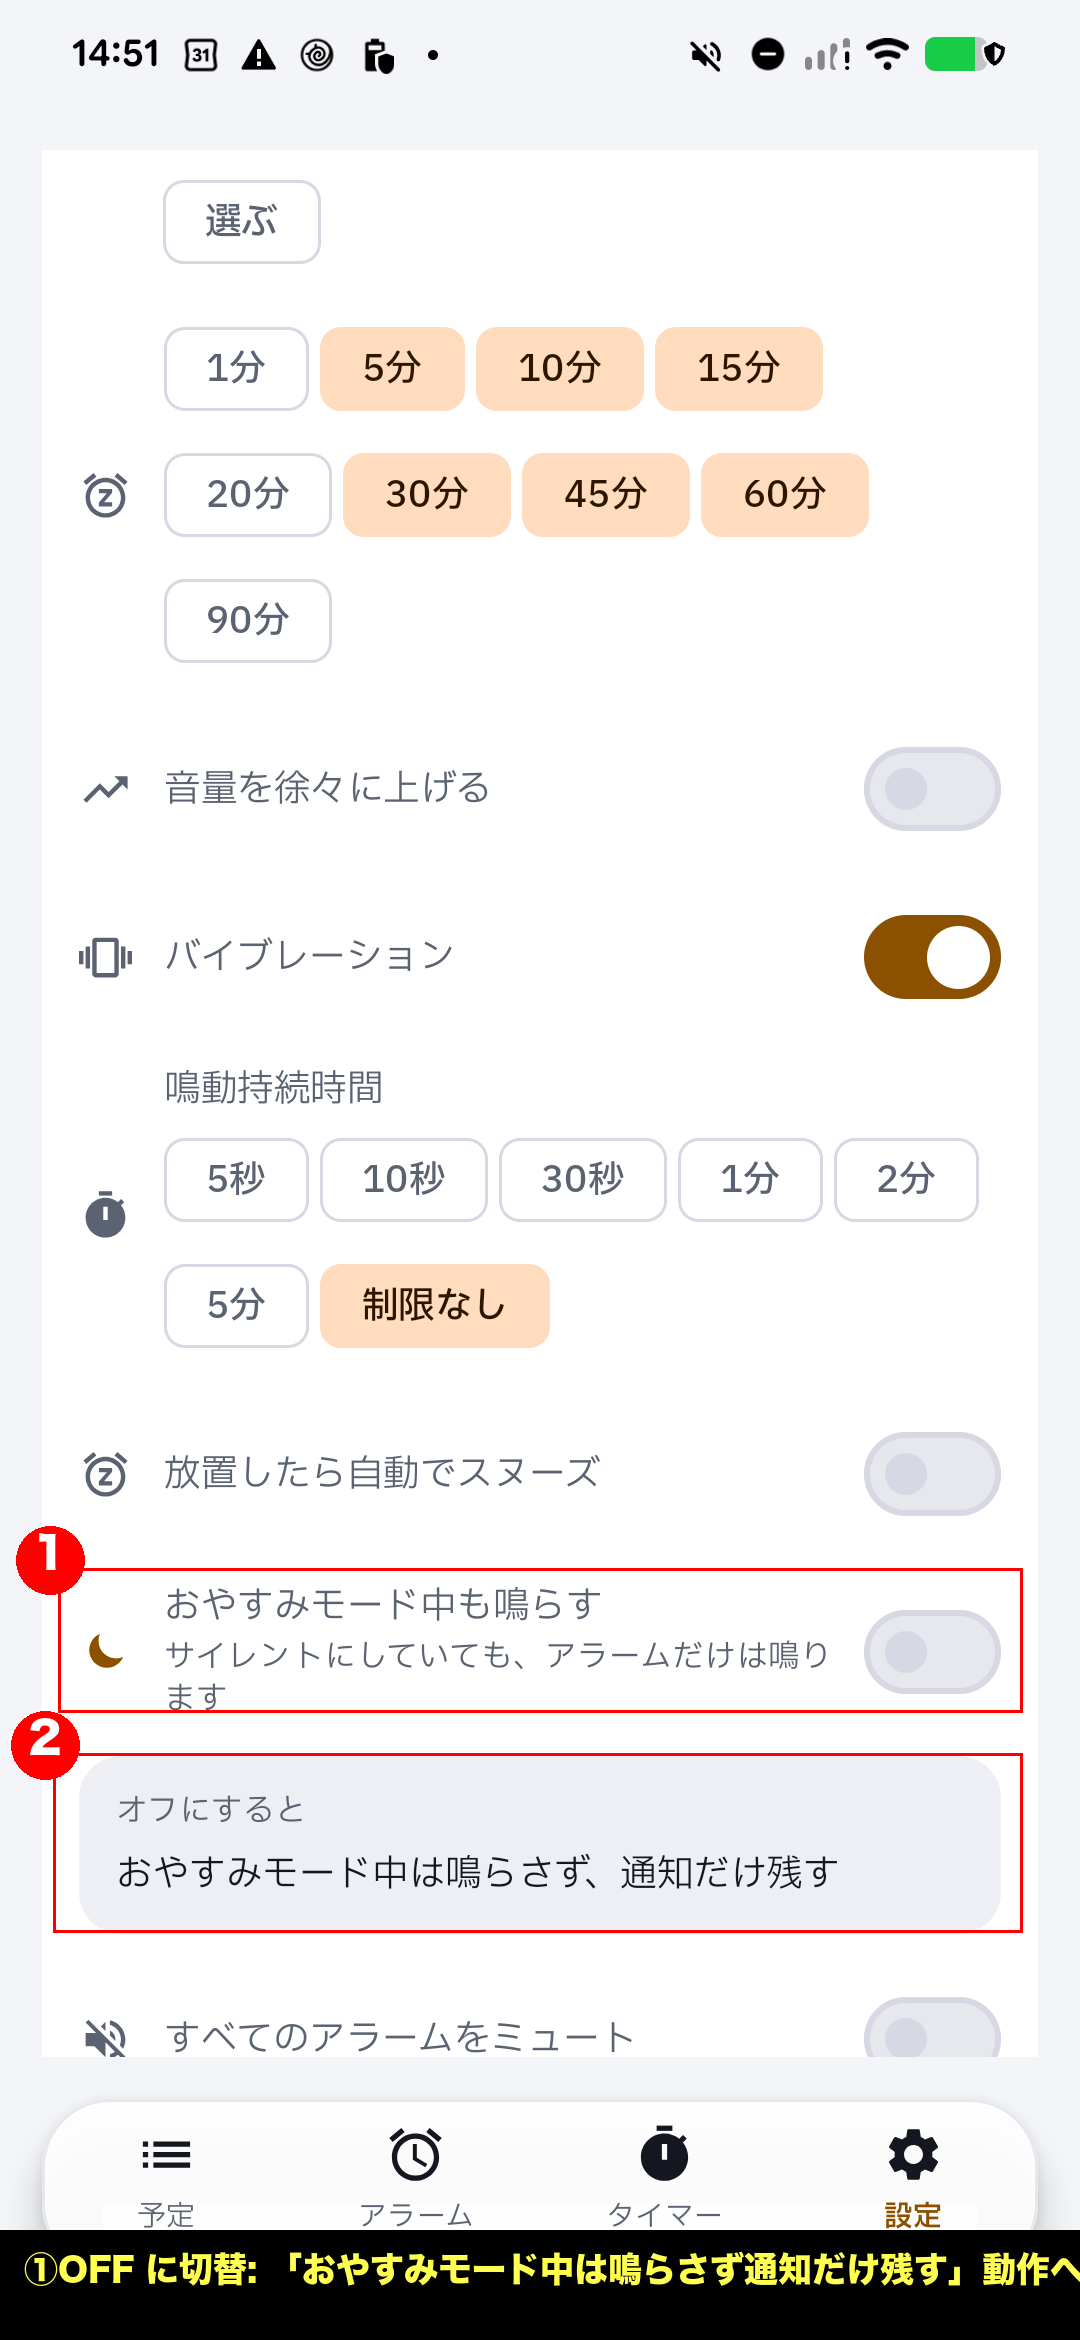 14:51
31
選ぶ
1分 5分 10分 15分
20分 30分 45分 60分
90分
音量を徐々に上げる
バイブレーション
鳴動持続時間
5秒 10秒 30秒 1分 2分
5分 制限なし
放置したら自動でスヌーズ
1
おやすみモード中も鳴らす
サイレントにしていても、アラームだけは鳴り
ます
2
オフにすると
おやすみモード中は鳴らさず、通知だけ残す
すべてのアラームをミュート
予定 アラーム タイマー 設定
①OFF に切替: 「おやすみモード中は鳴らさず通知だけ残す」動作へ